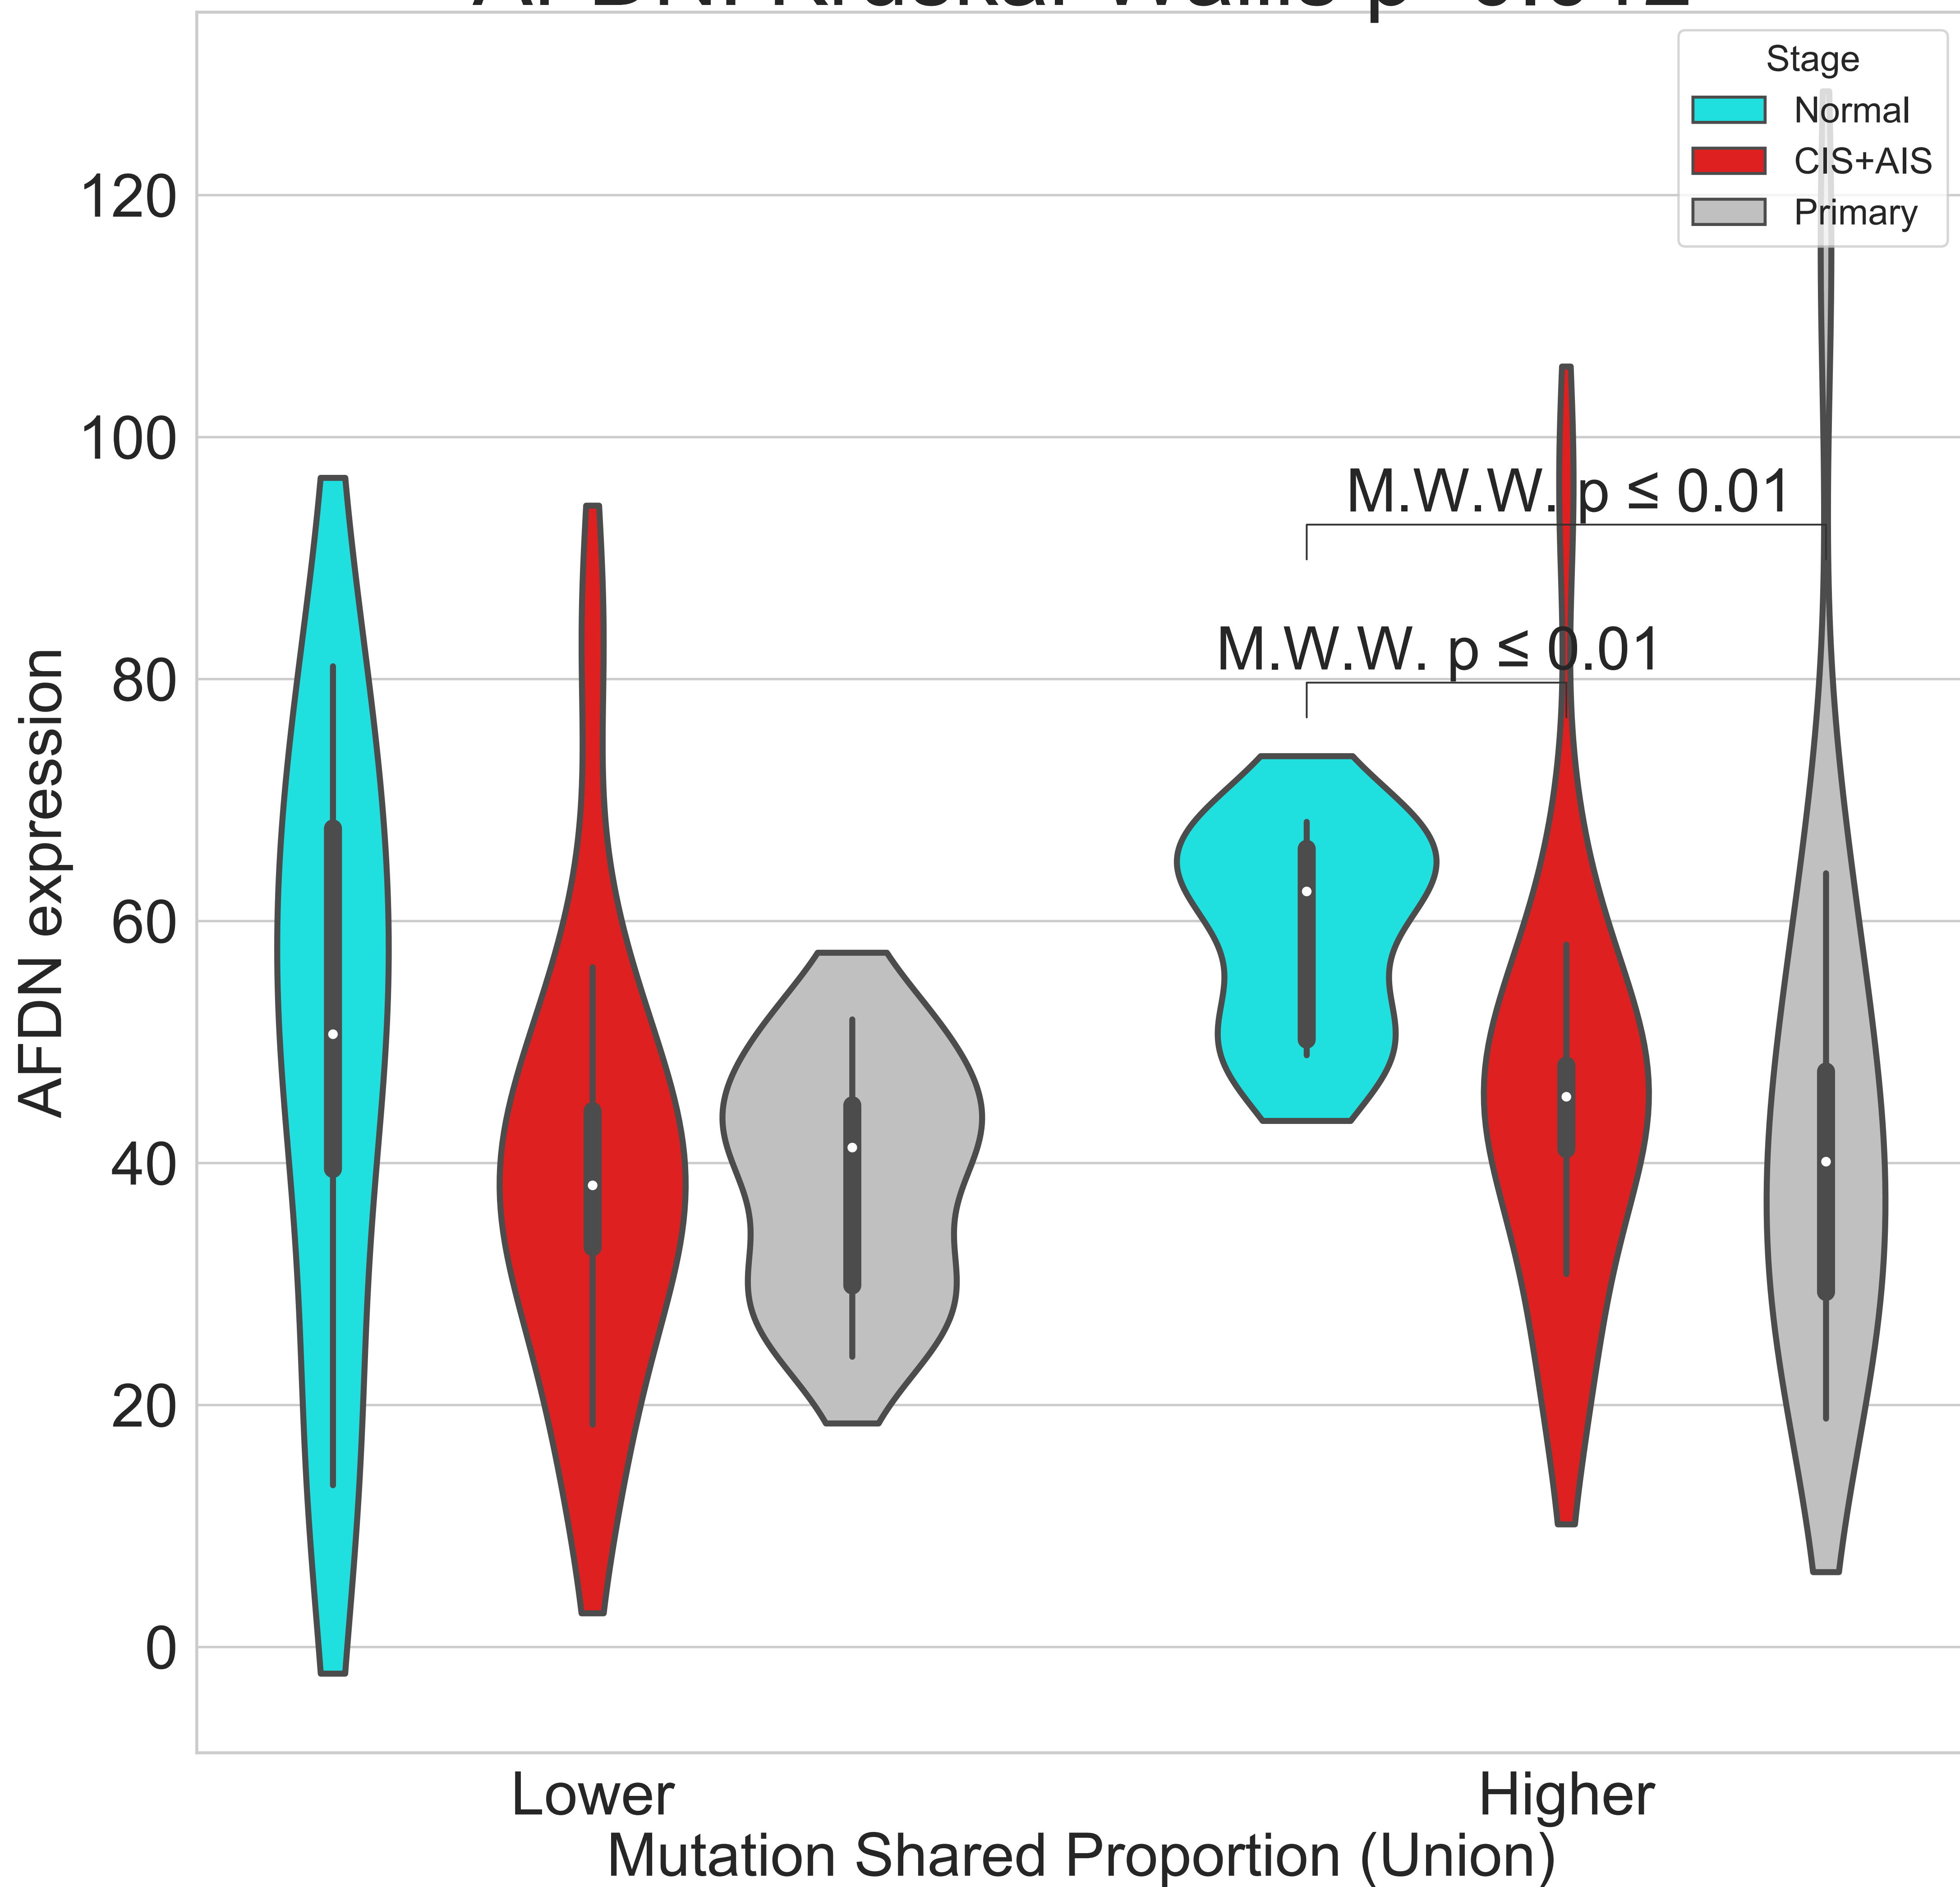 Stage
Normal
CIS+AIS
Primary
120
100
80
60
40
20
0
AFDN expression
M.W.W. p ≤ 0.01
M.W.W. p ≤ 0.01
Lower
Higher
Mutation Shared Proportion (Union)